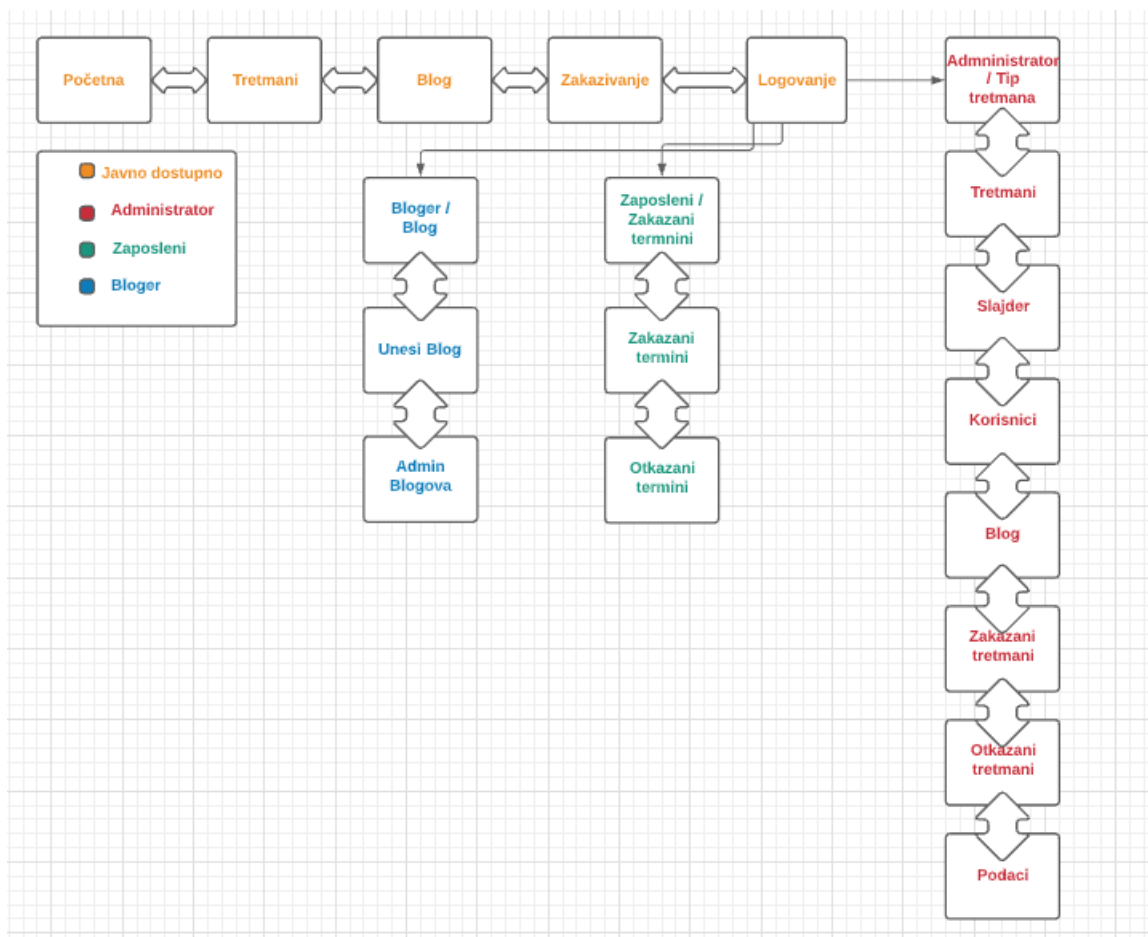 Početna
Tretmani
Blog
Zakazivanje
Logovanje
Admninistrator
/ Tip
tretmana
Javno dostupno
Administrator
Zaposleni
Bloger
Bloger /
Blog
Unesi Blog
Admin
Blogova
Zaposleni /
Zakazani
termnini
Zakazani
termini
Otkazani
termini
Tretmani
Slajder
Korisnici
Blog
Zakazani
tretmani
Otkazani
tretmani
Podaci